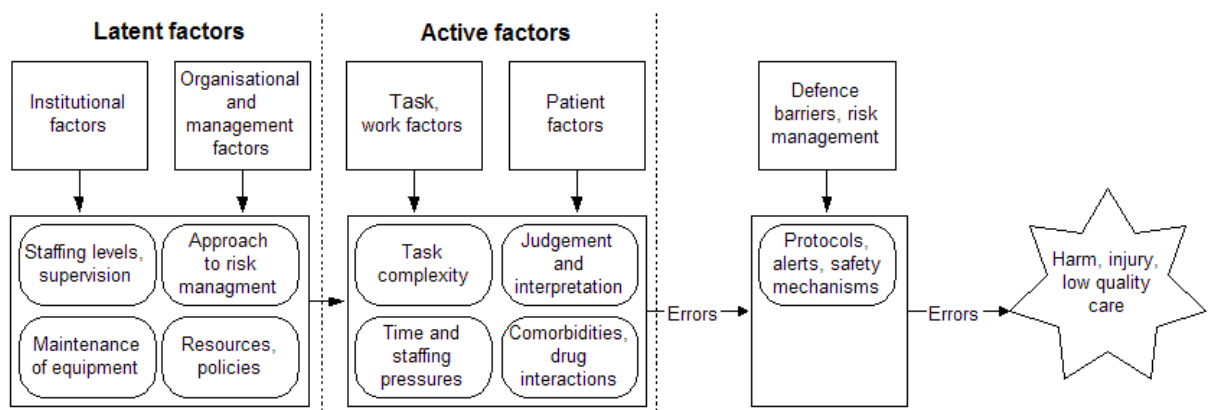 Latent factors
Active factors
Institutional
factors
Organisational
and
management
factors
Task,
work factors
Patient
factors
Defence
barriers, risk
management
Staffing levels,
supervision
Approach
to risk
managment
Maintenance
of equipment
Resources,
policies
Task
complexity
Judgement
and
interpretation
Time and
staffing
pressures
Comorbidities,
drug
interactions
Errors
Protocols,
alerts, safety
mechanisms
Errors
Harm, injury,
low quality
care